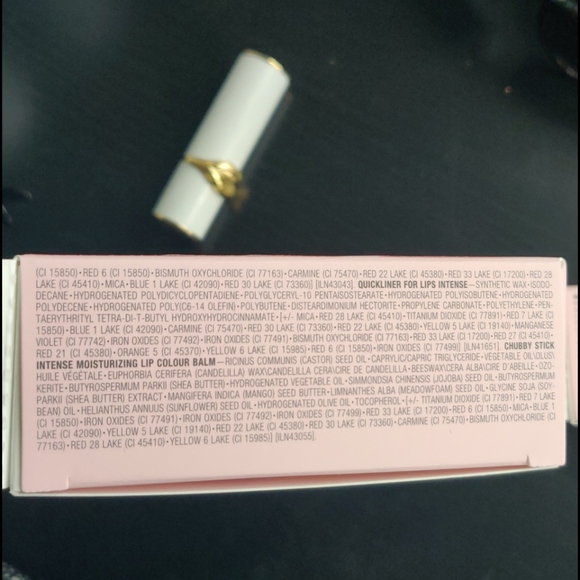 (CI 15850)•RED 6 (CI 15850)•BISMUTH OXYCHLORIDE (CI 77163)•CARMINE (CI 75470)•RED 22 LAKE (CI 45380)•RED 33 LAKE (CI 17200)•RED 28
LAKE (CI 45410)•MICA•BLUE 1 LAKE (CI 42090)•RED 30 LAKE (CI 73360)] [ILN43043]. QUICKLINER FOR LIPS INTENSE—SYNTHETIC WAX•ISODO-
DECANE•HYDROGENATED POLYDICYCLOPENTADIENE•POLYGLYCERYL-10 PENTAISOSTEARATE•HYDROGENATED POLYISOBUTENE•HYDROGENATED
POLYDECENE•HYDROGENATED POLY(C6-14 OLEFIN)•POLYBUTENE•DISTEARDIMONIUM HECTORITE•PROPYLENE CARBONATE•POLYETHYLENE•PEN-
TAERYTHRITYL TETRA-DI-T-BUTYL HYDROXYHYDROCINNAMATE•[+/- MICA•RED 28 LAKE (CI 45410)•TITANIUM DIOXIDE (CI 77891)•RED 7 LAKE (CI
15850)•BLUE 1 LAKE (CI 42090)•CARMINE (CI 75470)•RED 30 LAKE (CI 73360)•RED 22 LAKE (CI 45380)•YELLOW 5 LAKE (CI 19140)•MANGANESE
VIOLET (CI 77742)•IRON OXIDES (CI 77492)•IRON OXIDES (CI 77491)•BISMUTH OXYCHLORIDE (CI 77163)•RED 33 LAKE (CI 17200)•RED 27 (CI 45410)•
RED 21 (CI 45380)•ORANGE 5 (CI 45370)•YELLOW 6 LAKE (CI 15985)•RED 6 (CI 15850)•IRON OXIDES (CI 77499)] [ILN41651]. CHUBBY STICK
INTENSE MOISTURIZING LIP COLOUR BALM—RICINUS COMMUNIS (CASTOR) SEED OIL•CAPRYLIC/CAPRIC TRIGLYCERIDE•VEGETABLE OIL\OLUS\
HUILE VÉGÉTALE•EUPHORBIA CERIFERA (CANDELILLA) WAX\CANDELILLA CERA\CIRE DE CANDELILLA•BEESWAX\CERA ALBA\CIRE D'ABEILLE•OZO-
KERITE•BUTYROSPERMUM PARKII (SHEA BUTTER)•HYDROGENATED VEGETABLE OIL•SIMMONDSIA CHINENSIS (JOJOBA) SEED OIL•BUTYROSPERMUM
PARKII (SHEA BUTTER) EXTRACT•MANGIFERA INDICA (MANGO) SEED BUTTER•LIMNANTHES ALBA (MEADOWFOAM) SEED OIL•GLYCINE SOJA (SOY-
BEAN) OIL•HELIANTHUS ANNUUS (SUNFLOWER) SEED OIL•HYDROGENATED OLIVE OIL•TOCOPHEROL•[+/- TITANIUM DIOXIDE (CI 77891)•RED 7 LAKE
(CI 15850)•IRON OXIDES (CI 77491)•IRON OXIDES (CI 77492)•IRON OXIDES (CI 77499)•RED 33 LAKE (CI 17200)•RED 6 (CI 15850)•MICA•BLUE 1
LAKE (CI 42090)•YELLOW 5 LAKE (CI 19140)•RED 22 LAKE (CI 45380)•RED 30 LAKE (CI 73360)•CARMINE (CI 75470)•BISMUTH OXYCHLORIDE (CI
77163)•RED 28 LAKE (CI 45410)•YELLOW 6 LAKE (CI 15985)] [ILN43055].